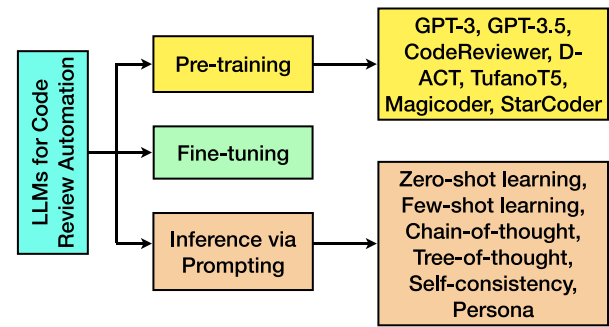 LLMs for Code
Review Automation
Pre-training
GPT-3, GPT-3.5,
CodeReviewer, D-
ACT, TufanoT5,
Magicoder, StarCoder
Fine-tuning
Inference via
Prompting
Zero-shot learning,
Few-shot learning,
Chain-of-thought,
Tree-of-thought,
Self-consistency,
Persona